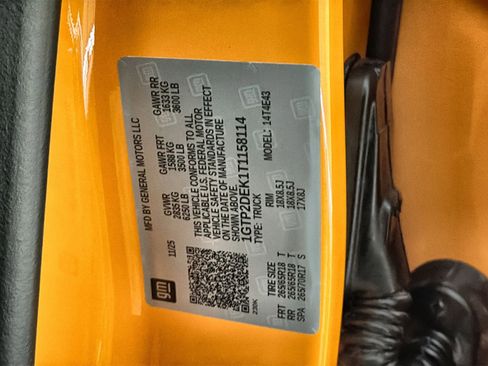 MFD BY GENERAL MOTORS LLC
gm
11/25
GVWR
2835 KG
6250 LB
GAWR FRT
1588 KG
3500 LB
GAWR RR
1633 KG
3600 LB
THIS VEHICLE CONFORMS TO ALL
APPLICABLE U.S. FEDERAL MOTOR
VEHICLE SAFETY STANDARDS IN EFFECT
ON THE DATE OF MANUFACTURE
SHOWN ABOVE.
1GTP2DEK1T1158114
TYPE: TRUCK
MODEL: 14T4E43
TIRE SIZE RIM
FRT 265/65R18 T 18X8.5J
RR 265/65R18 T 18X8.5J
SPA 265/70R17 S 17X8J